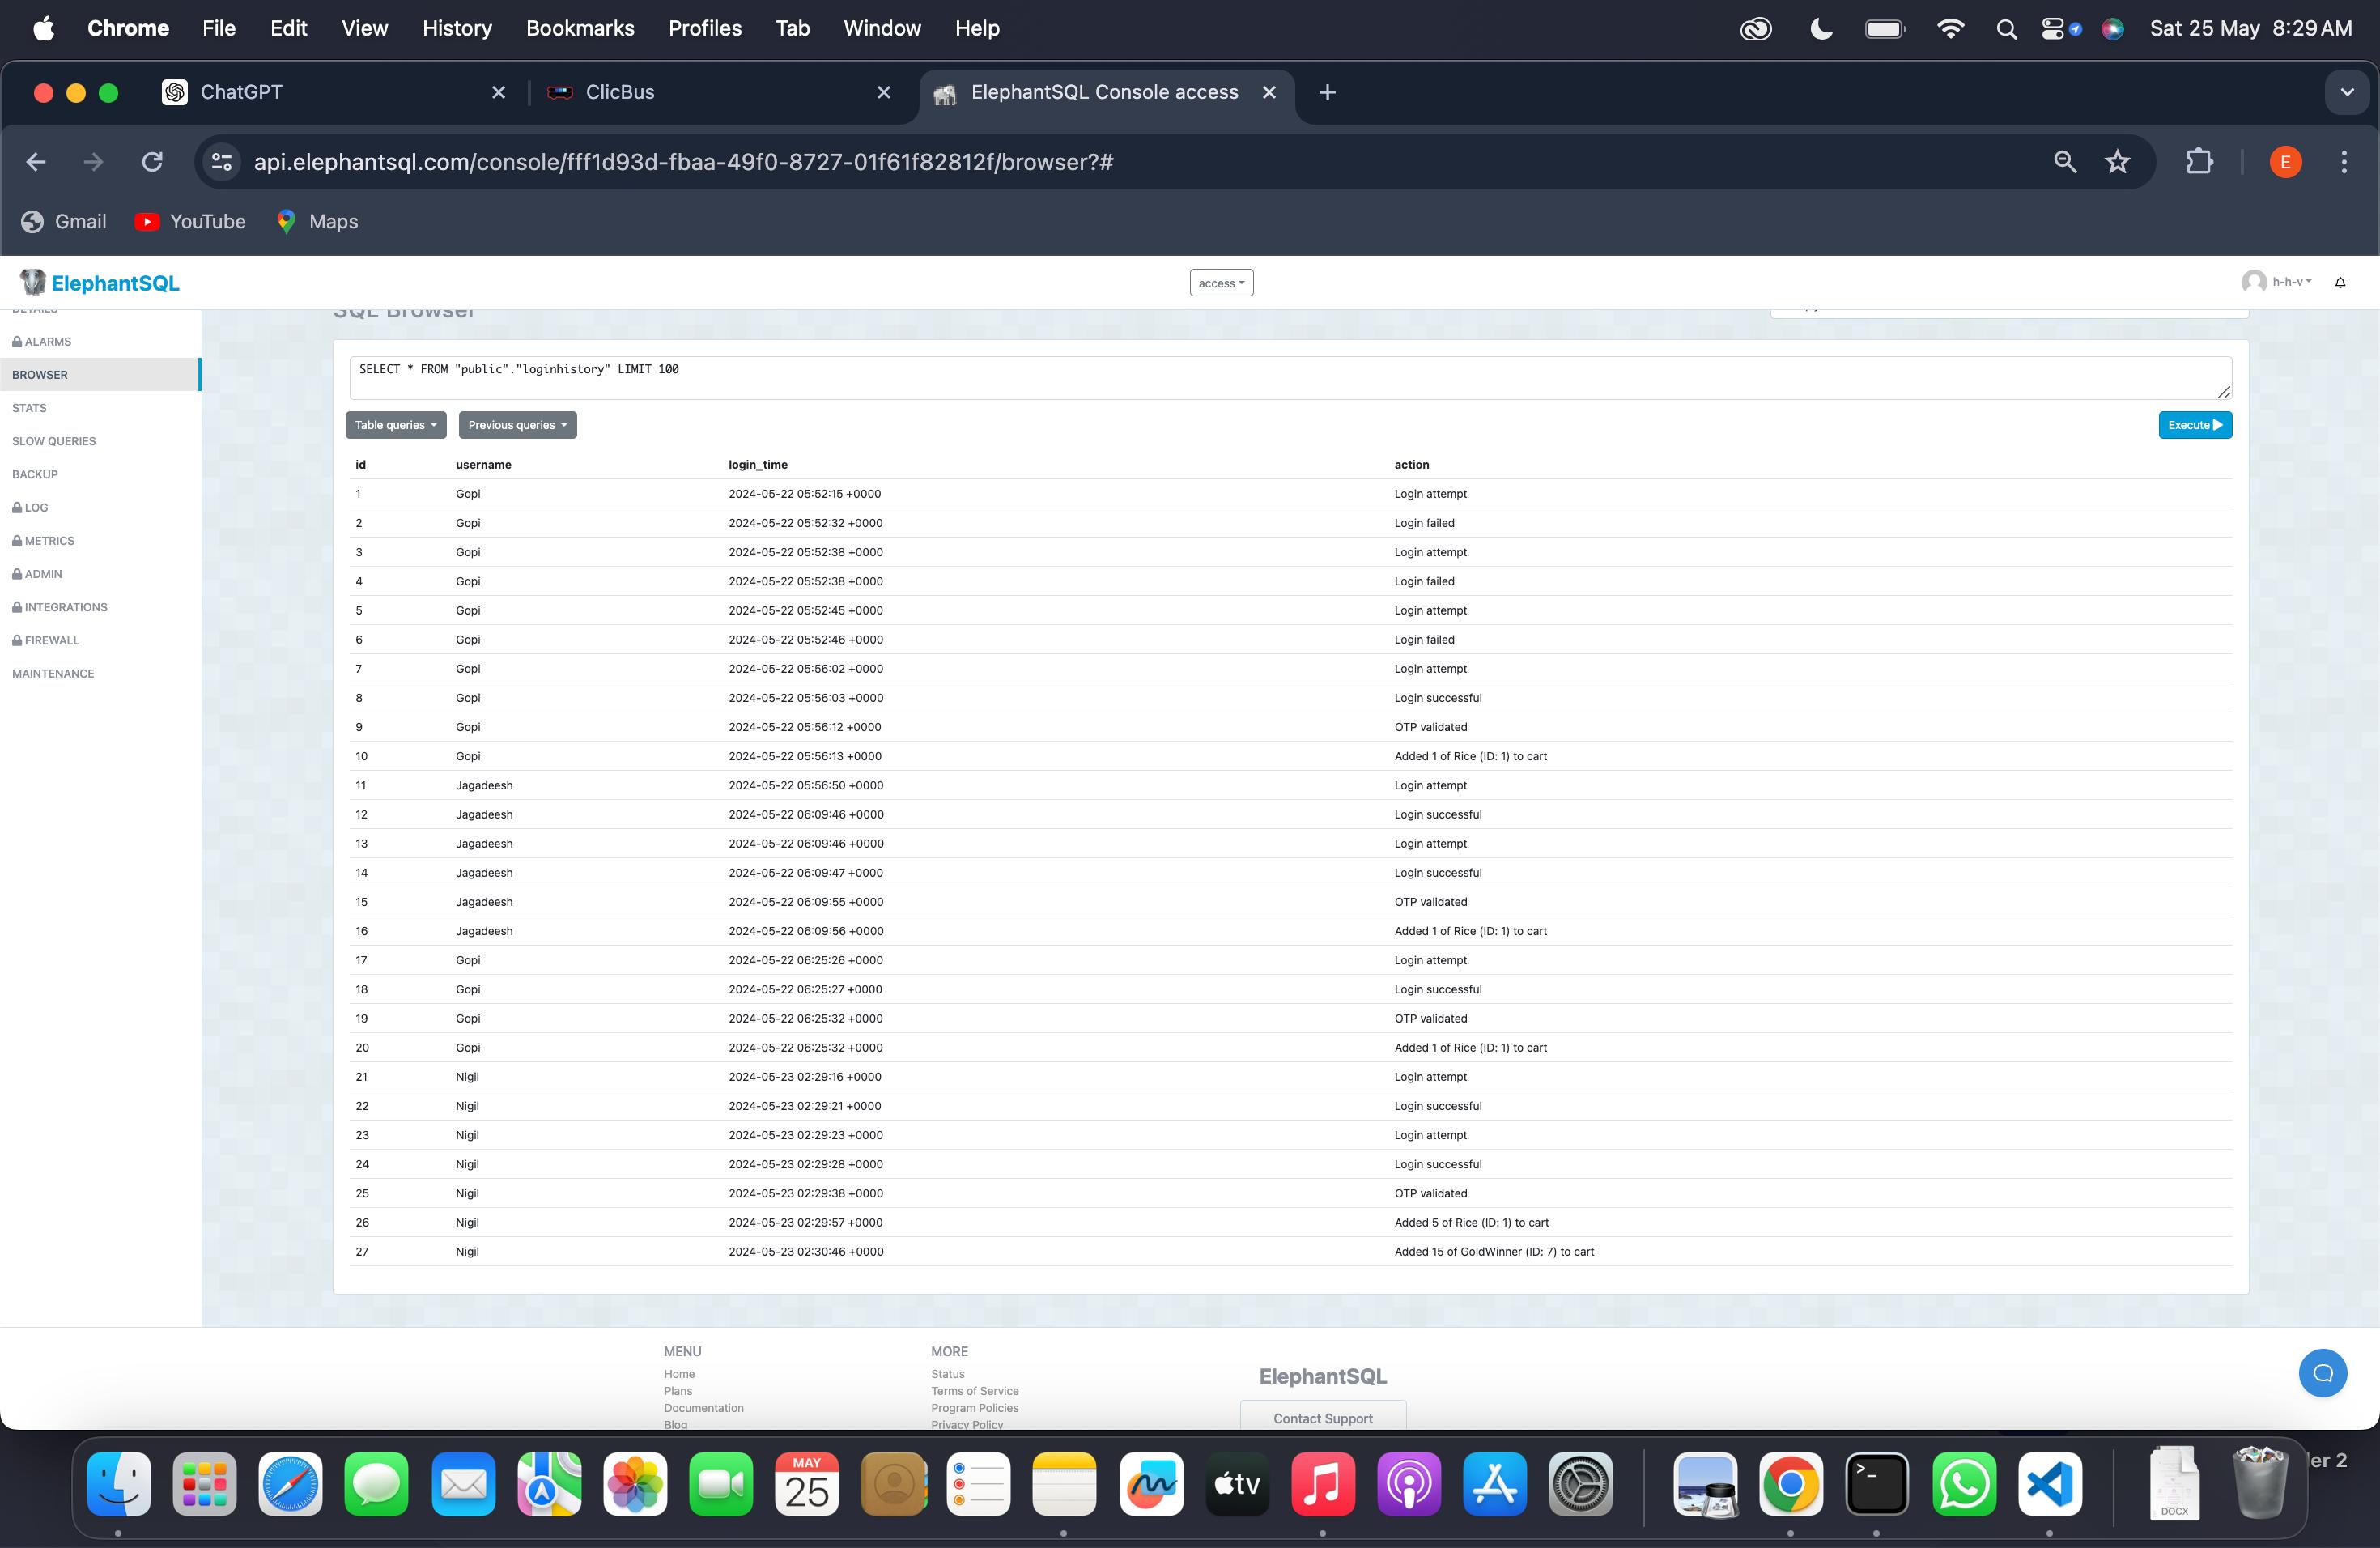 Chrome File Edit View History Bookmarks Profiles Tab Window Help Sat 25 May 8:29 AM
ChatGPT ClicBus ElephantSQL Console access
api.elephantsql.com/console/fff1d93d-fbaa-49f0-8727-01f61f82812f/browser?# E
Gmail YouTube Maps
ElephantSQL access h-h-v
DETAILS
SQL Browser
ALARMS
BROWSER
STATS
SLOW QUERIES
BACKUP
LOG
METRICS
ADMIN
INTEGRATIONS
FIREWALL
MAINTENANCE
SELECT * FROM "public"."loginhistory" LIMIT 100
Table queries Previous queries Execute
id username login_time action
1 Gopi 2024-05-22 05:52:15 +0000 Login attempt
2 Gopi 2024-05-22 05:52:32 +0000 Login failed
3 Gopi 2024-05-22 05:52:38 +0000 Login attempt
4 Gopi 2024-05-22 05:52:38 +0000 Login failed
5 Gopi 2024-05-22 05:52:45 +0000 Login attempt
6 Gopi 2024-05-22 05:52:46 +0000 Login failed
7 Gopi 2024-05-22 05:56:02 +0000 Login attempt
8 Gopi 2024-05-22 05:56:03 +0000 Login successful
9 Gopi 2024-05-22 05:56:12 +0000 OTP validated
10 Gopi 2024-05-22 05:56:13 +0000 Added 1 of Rice (ID: 1) to cart
11 Jagadeesh 2024-05-22 05:56:50 +0000 Login attempt
12 Jagadeesh 2024-05-22 06:09:46 +0000 Login successful
13 Jagadeesh 2024-05-22 06:09:46 +0000 Login attempt
14 Jagadeesh 2024-05-22 06:09:47 +0000 Login successful
15 Jagadeesh 2024-05-22 06:09:55 +0000 OTP validated
16 Jagadeesh 2024-05-22 06:09:56 +0000 Added 1 of Rice (ID: 1) to cart
17 Gopi 2024-05-22 06:25:26 +0000 Login attempt
18 Gopi 2024-05-22 06:25:27 +0000 Login successful
19 Gopi 2024-05-22 06:25:32 +0000 OTP validated
20 Gopi 2024-05-22 06:25:32 +0000 Added 1 of Rice (ID: 1) to cart
21 Nigil 2024-05-23 02:29:16 +0000 Login attempt
22 Nigil 2024-05-23 02:29:21 +0000 Login successful
23 Nigil 2024-05-23 02:29:23 +0000 Login attempt
24 Nigil 2024-05-23 02:29:28 +0000 Login successful
25 Nigil 2024-05-23 02:29:38 +0000 OTP validated
26 Nigil 2024-05-23 02:29:57 +0000 Added 5 of Rice (ID: 1) to cart
27 Nigil 2024-05-23 02:30:46 +0000 Added 15 of GoldWinner (ID: 7) to cart
MENU
Home
Plans
Documentation
Blog
MORE
Status
Terms of Service
Program Policies
Privacy Policy
ElephantSQL
Contact Support
MAY
25
tv
>_
DOCX
er 2